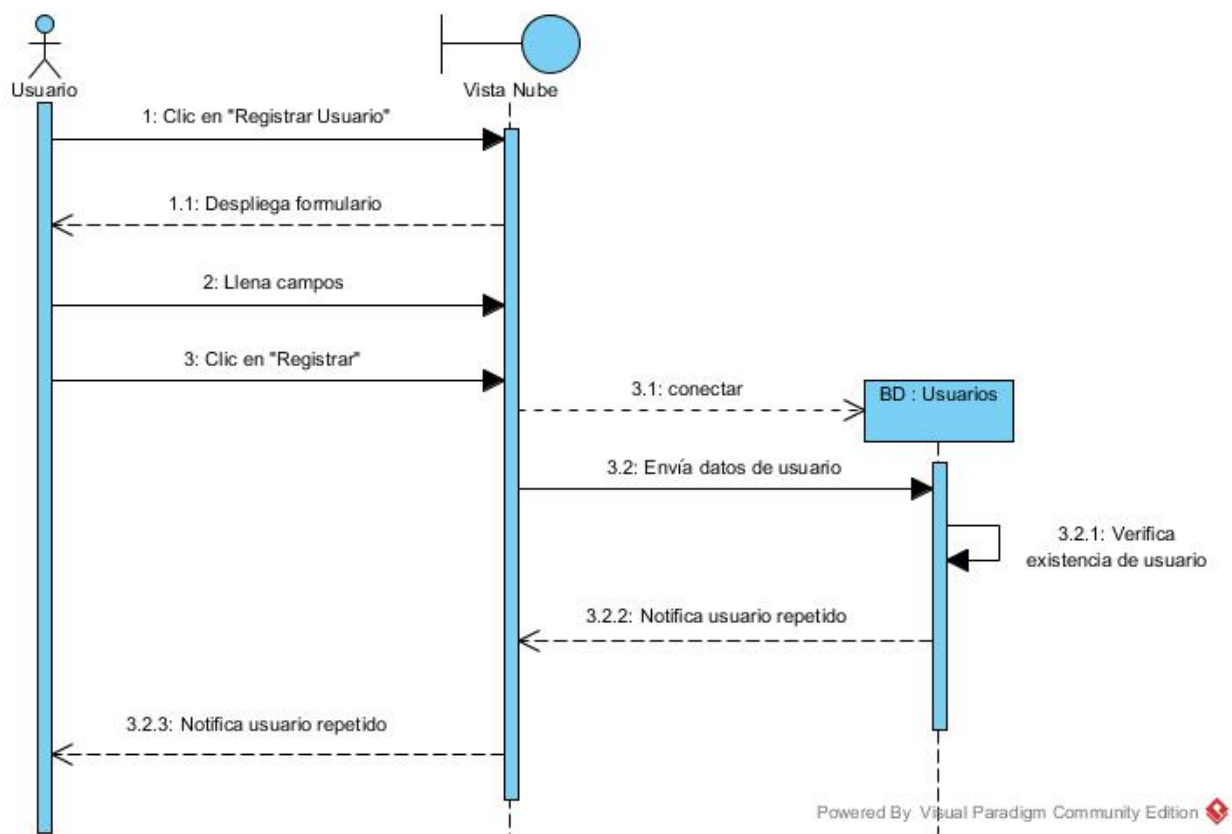 Usuario
Vista Nube
1: Clic en "Registrar Usuario"
1.1: Despliega formulario
2: Llena campos
3: Clic en "Registrar"
3.1: conectar
BD : Usuarios
3.2: Envía datos de usuario
3.2.1: Verifica
existencia de usuario
3.2.2: Notifica usuario repetido
3.2.3: Notifica usuario repetido
Powered By Visual Paradigm Community Edition